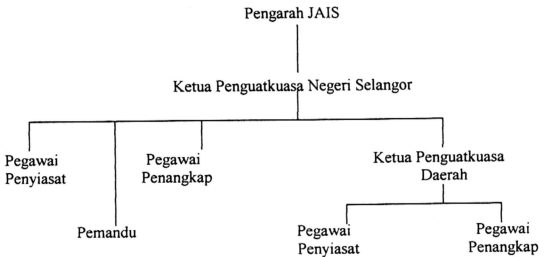 Pengarah JAIS
Ketua Penguatkuasa Negeri Selangor
Pegawai
Penyiasat
Pegawai
Penangkap
Ketua Penguatkuasa
Daerah
Pemandu
Pegawai
Penyiasat
Pegawai
Penangkap